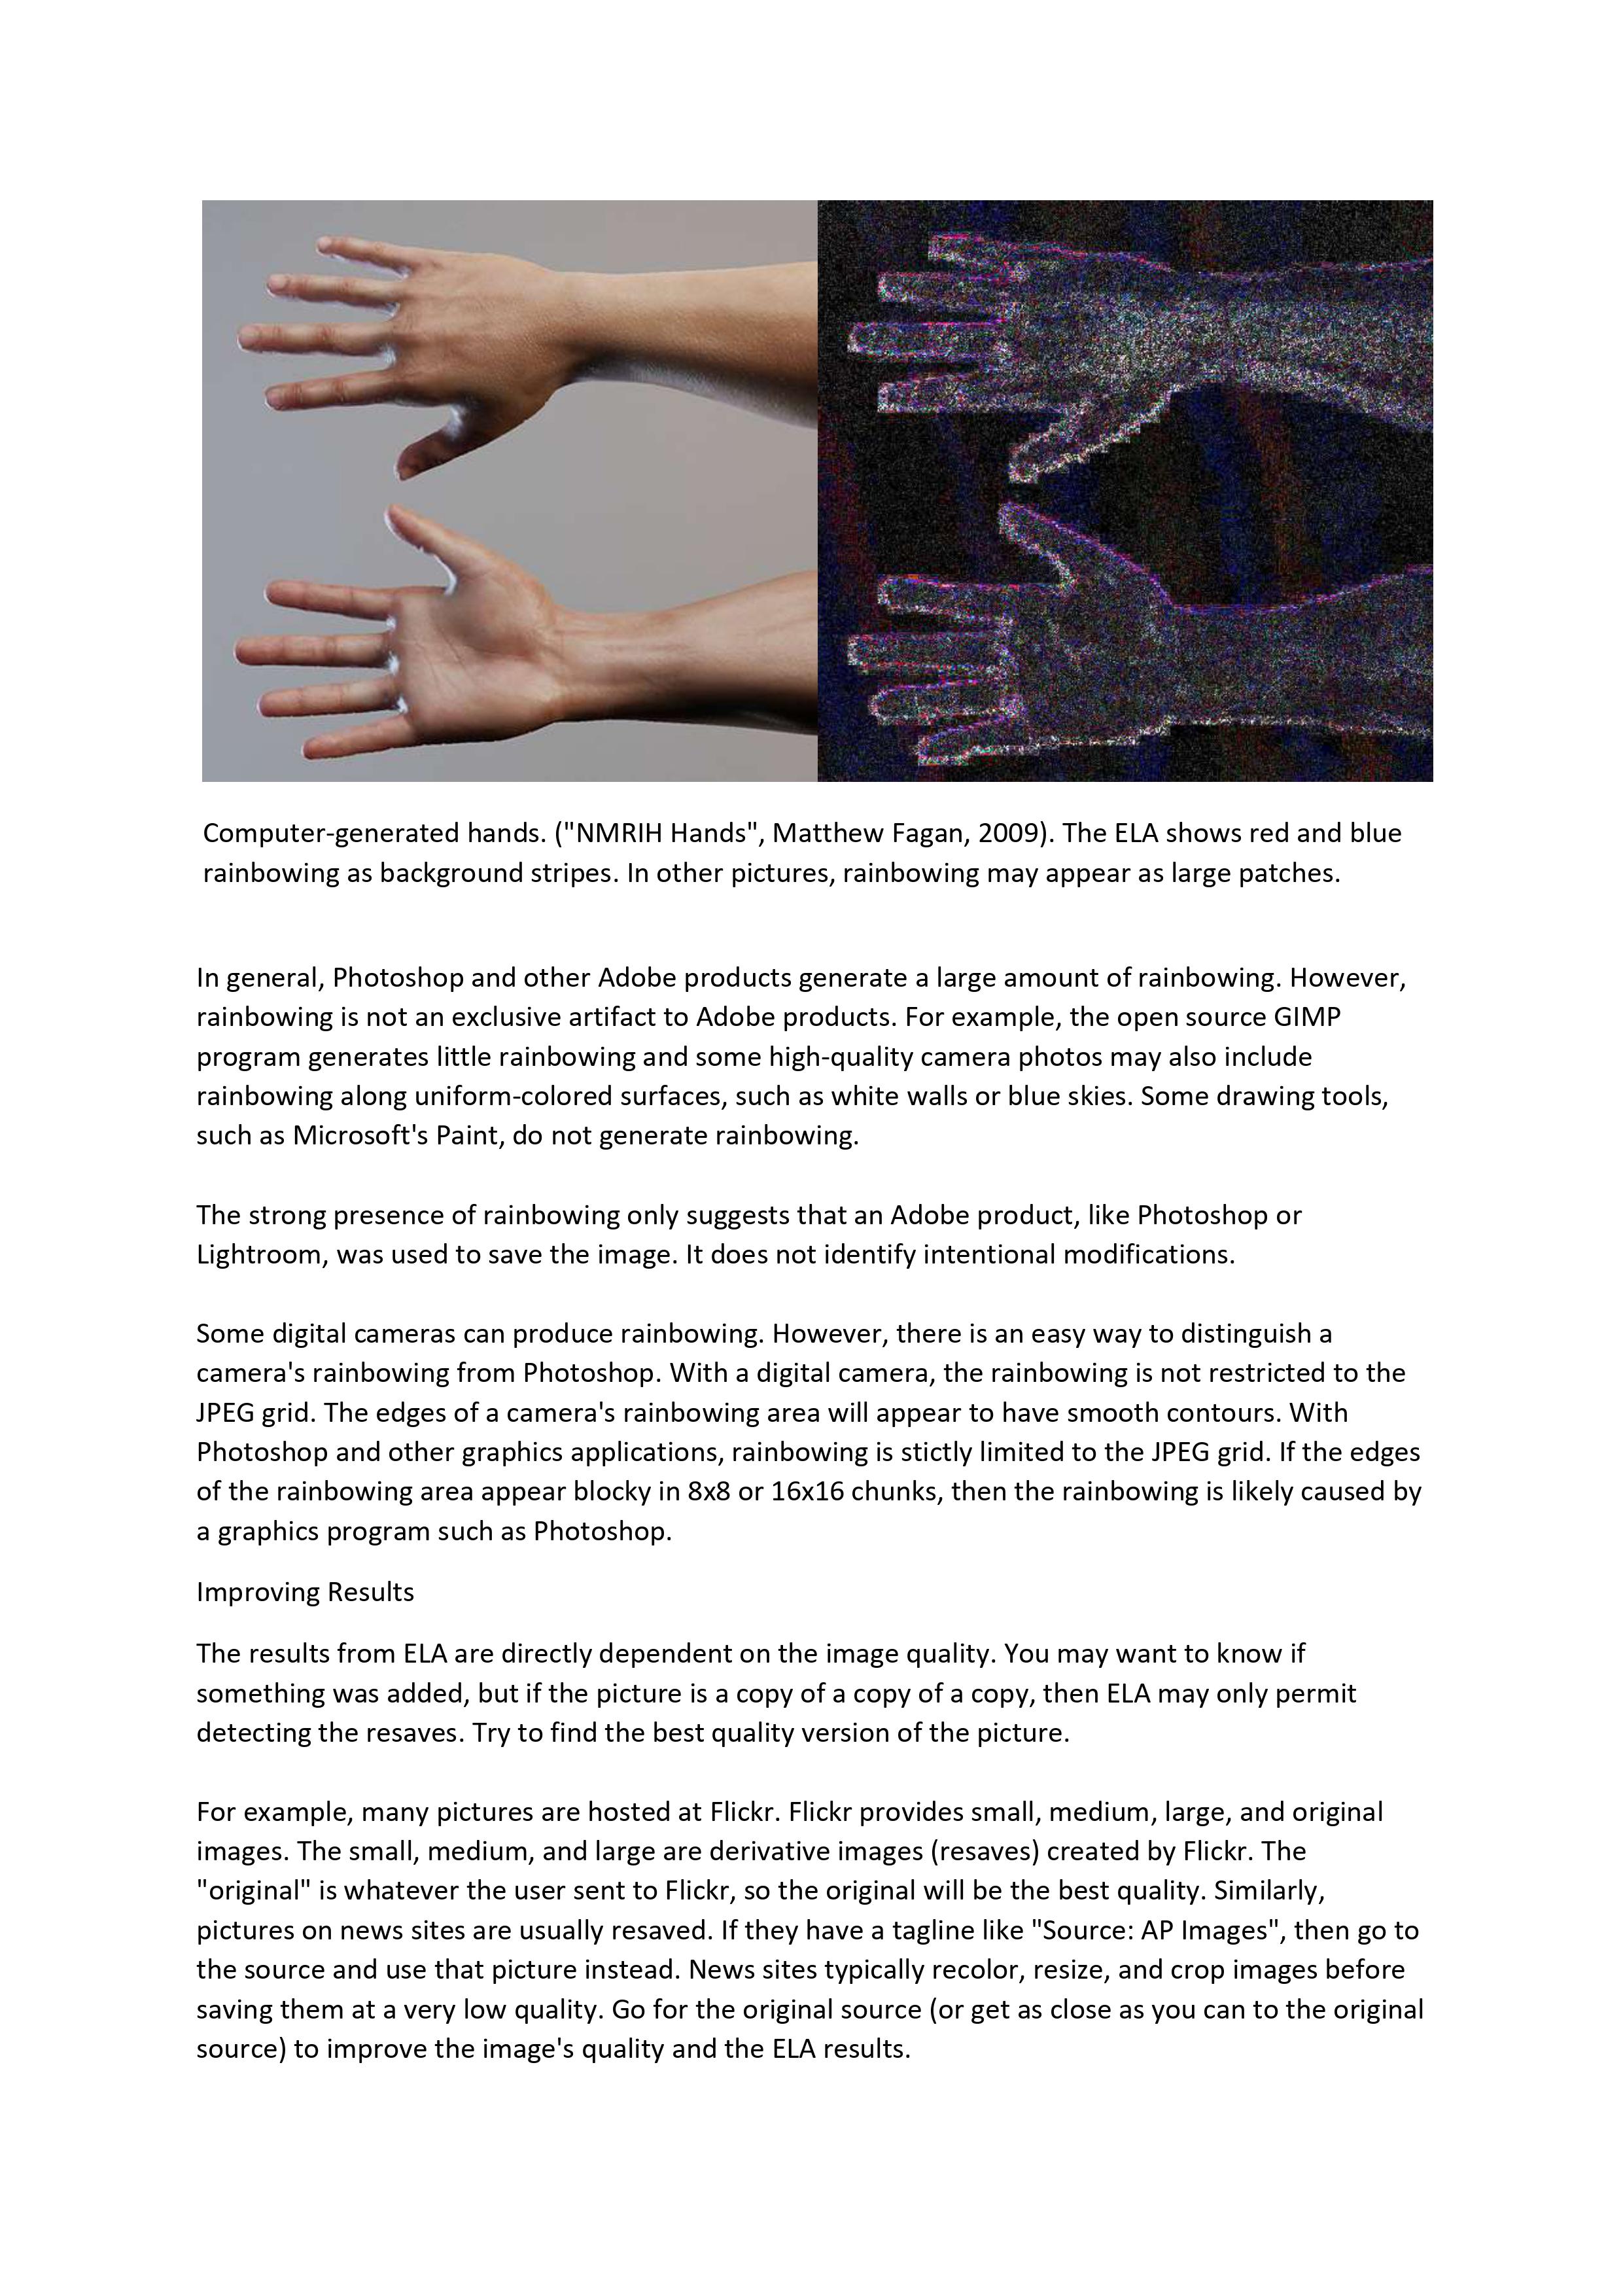 Computer-generated hands. ("NMRIH Hands", Matthew Fagan, 2009). The ELA shows red and blue
rainbowing as background stripes. In other pictures, rainbowing may appear as large patches.
In general, Photoshop and other Adobe products generate a large amount of rainbowing. However,
rainbowing is not an exclusive artifact to Adobe products. For example, the open source GIMP
program generates little rainbowing and some high-quality camera photos may also include
rainbowing along uniform-colored surfaces, such as white walls or blue skies. Some drawing tools,
such as Microsoft's Paint, do not generate rainbowing.
The strong presence of rainbowing only suggests that an Adobe product, like Photoshop or
Lightroom, was used to save the image. It does not identify intentional modifications.
Some digital cameras can produce rainbowing. However, there is an easy way to distinguish a
camera's rainbowing from Photoshop. With a digital camera, the rainbowing is not restricted to the
JPEG grid. The edges of a camera's rainbowing area will appear to have smooth contours. With
Photoshop and other graphics applications, rainbowing is stictly limited to the JPEG grid. If the edges
of the rainbowing area appear blocky in 8x8 or 16x16 chunks, then the rainbowing is likely caused by
a graphics program such as Photoshop.
Improving Results
The results from ELA are directly dependent on the image quality. You may want to know if
something was added, but if the picture is a copy of a copy of a copy, then ELA may only permit
detecting the resaves. Try to find the best quality version of the picture.
For example, many pictures are hosted at Flickr. Flickr provides small, medium, large, and original
images. The small, medium, and large are derivative images (resaves) created by Flickr. The
"original" is whatever the user sent to Flickr, so the original will be the best quality. Similarly,
pictures on news sites are usually resaved. If they have a tagline like "Source: AP Images", then go to
the source and use that picture instead. News sites typically recolor, resize, and crop images before
saving them at a very low quality. Go for the original source (or get as close as you can to the original
source) to improve the image's quality and the ELA results.